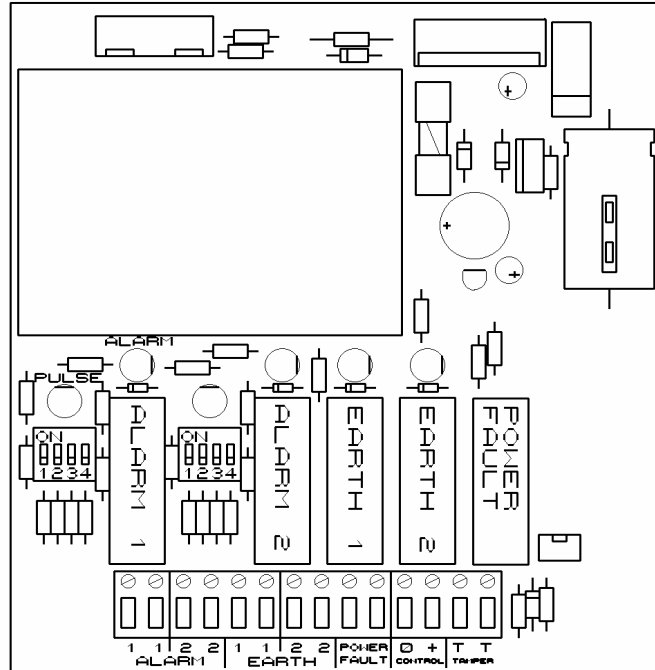 ALARM
PULSE
ON
1234
ON
1234
ALARM 1
ALARM 2
EARTH 1
EARTH 2
POWER
FAULT
1 1 2 2 1 1 2 2 POWER 0 + T T
ALARM EARTH FAULT CONTROL TAMPER